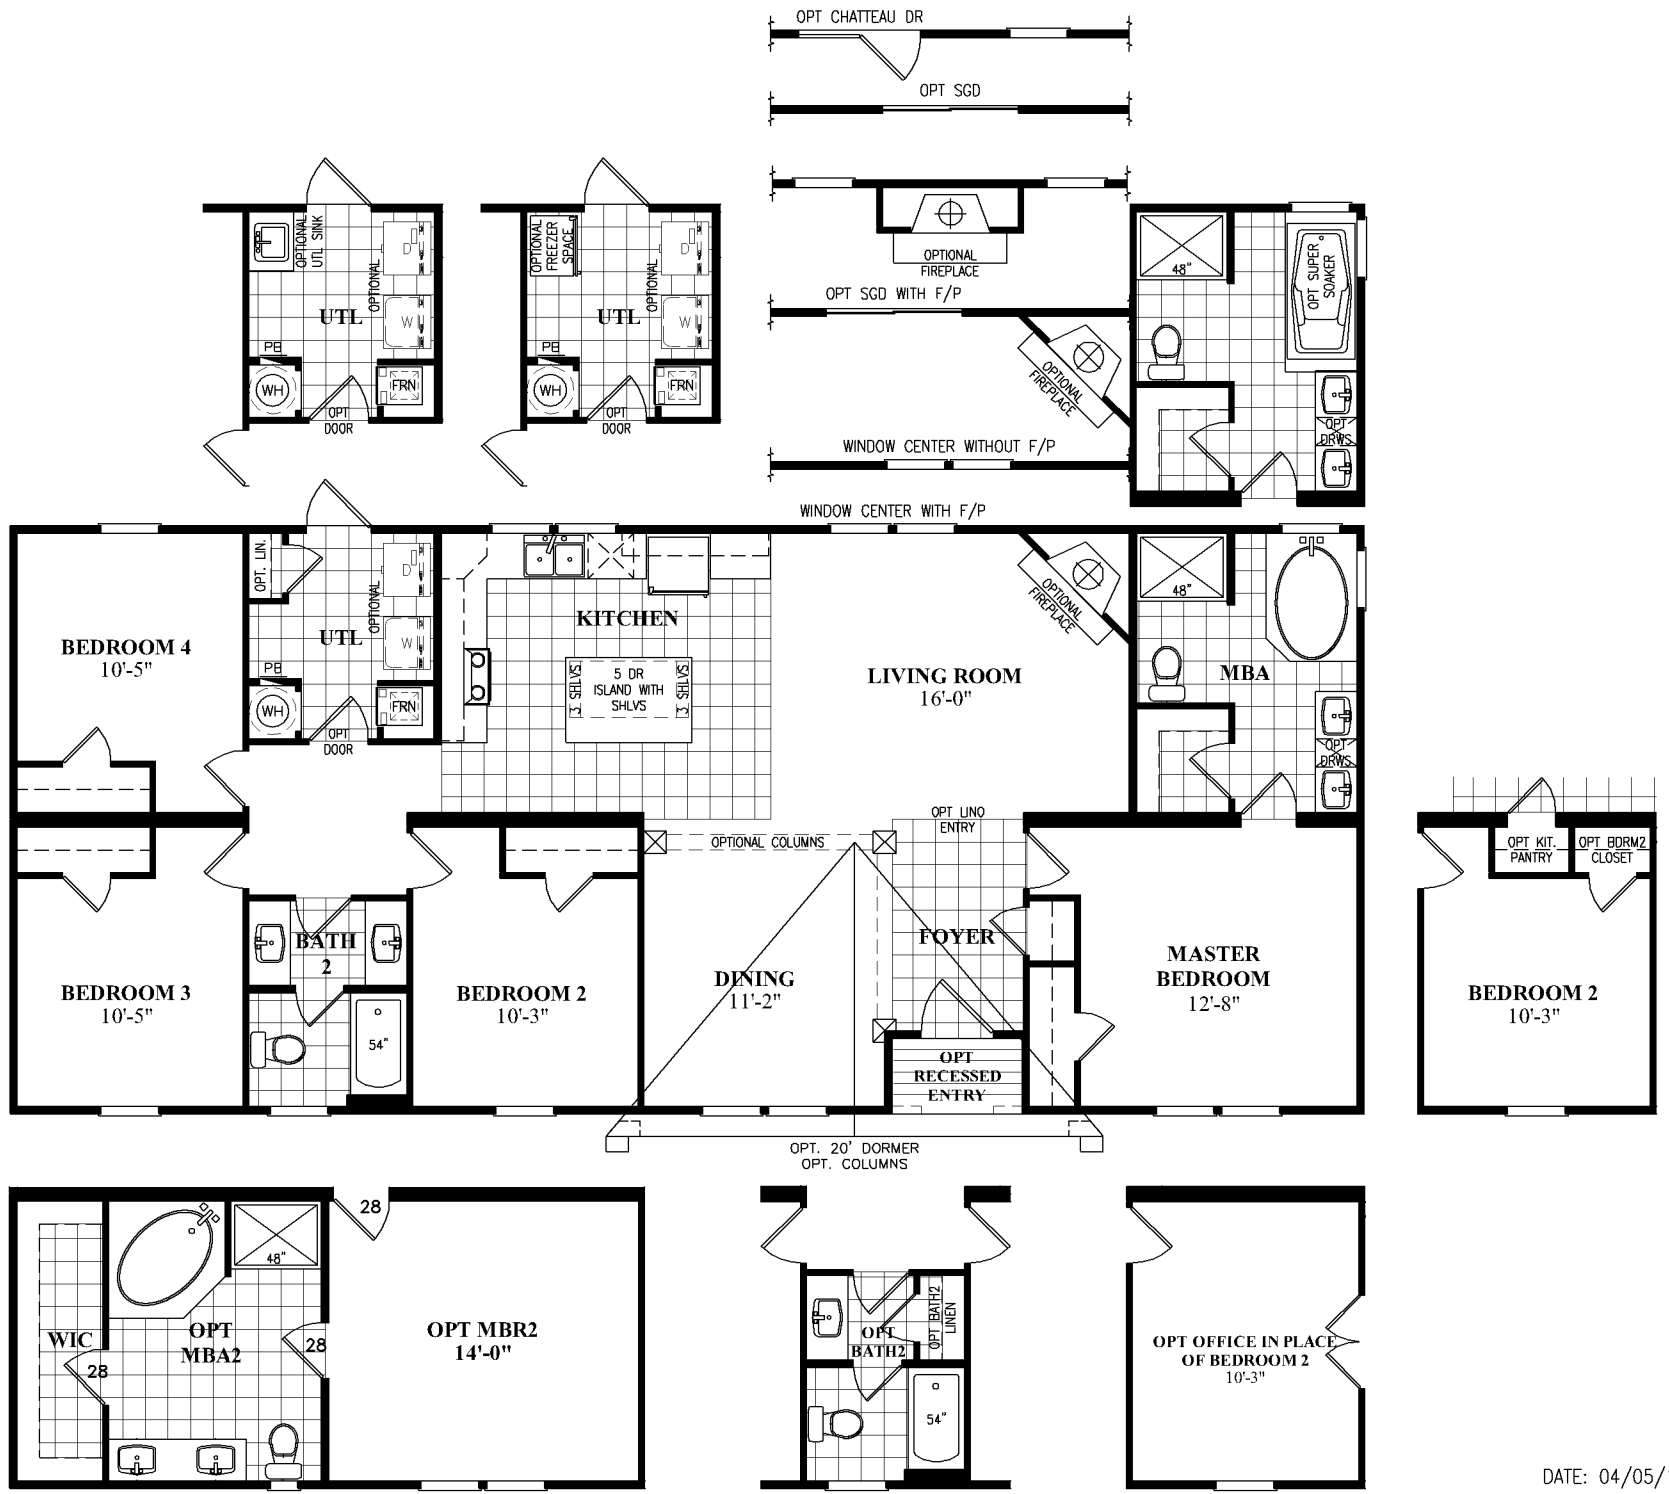 OPT CHATTEAU DR
OPT SGD
OPTIONAL
FIREPLACE
OPT SGD WITH F/P
OPTIONAL
FIREPLACE
WINDOW CENTER WITHOUT F/P
WINDOW CENTER WITH F/P
OPTIONAL
UTL SINK
D
OPTIONAL
W
UTL
PB
WH
FRN
OPT
DOOR
OPTIONAL
FREEZER
SPACE
D
OPTIONAL
W
UTL
PB
WH
FRN
OPT
DOOR
48"
OPT SUPER
SOAKER
OPT
DRWS
BEDROOM 4
10'-5"
OPT. LIN.
D
OPTIONAL
W
UTL
PB
WH
FRN
OPT
DOOR
KITCHEN
3 SHLVS
5 DR
ISLAND WITH
SHLVS
3 SHLVS
LIVING ROOM
16'-0"
OPTIONAL
FIREPLACE
48"
MBA
OPT
DRWS
OPT LINO
ENTRY
OPTIONAL COLUMNS
BEDROOM 3
10'-5"
BATH
2
54"
BEDROOM 2
10'-3"
DINING
11'-2"
FOYER
OPT
RECESSED
ENTRY
MASTER
BEDROOM
12'-8"
OPT. 20' DORMER
OPT. COLUMNS
OPT KIT.
PANTRY
OPT BDRM2
CLOSET
BEDROOM 2
10'-3"
WIC
28
OPT
MBA2
48"
28
28
OPT MBR2
14'-0"
OPT
BATH2
OPT BATH2
LINEN
54"
OPT OFFICE IN PLACE
OF BEDROOM 2
10'-3"
DATE: 04/05/